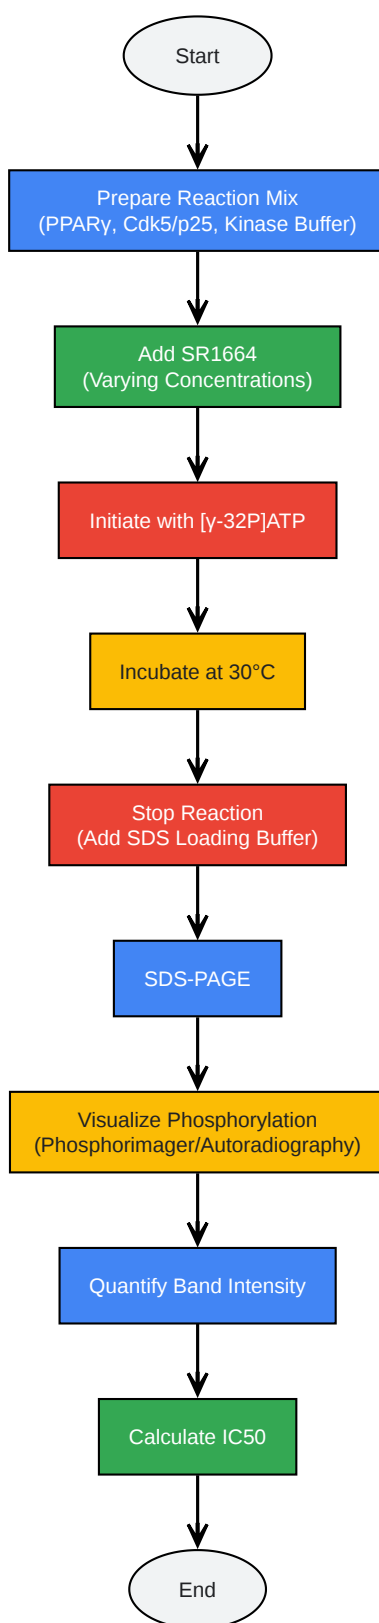 Start
Prepare Reaction Mix
(PPARγ, Cdk5/p25, Kinase Buffer)
Add SR1664
(Varying Concentrations)
Initiate with [γ-32P]ATP
Incubate at 30°C
Stop Reaction
(Add SDS Loading Buffer)
SDS-PAGE
Visualize Phosphorylation
(Phosphorimager/Autoradiography)
Quantify Band Intensity
Calculate IC50
End